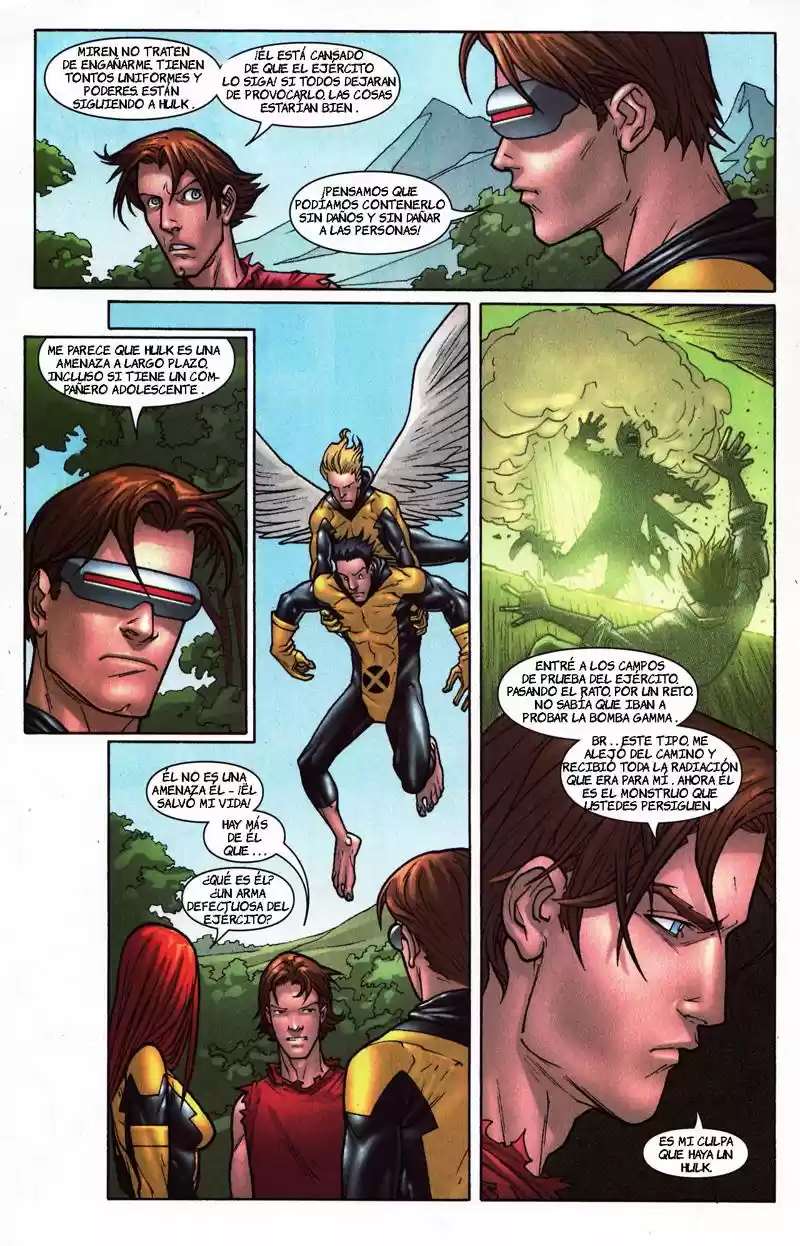 MIREN, NO TRATEN
DE ENGAÑARME. TIENEN
TONTOS UNIFORMES Y
PODERES. ESTÁN
SIGUIENDO A HULK.
¡ÉL ESTÁ CANSADO
DE QUE EL EJÉRCITO
LO SIGA! SI TODOS DEJARAN
DE PROVOCARLO, LAS COSAS
ESTARÍAN BIEN.
¡PENSAMOS QUE
PODÍAMOS CONTENERLO
SIN DAÑOS Y SIN DAÑAR
A LAS PERSONAS!
ME PARECE QUE HULK ES UNA
AMENAZA A LARGO PLAZO,
INCLUSO SI TIENE UN COM-
PAÑERO ADOLESCENTE.
ÉL NO ES UNA
AMENAZA ÉL - ¡ÉL
SALVÓ MI VIDA!
HAY MÁS
DE ÉL
QUE...
¿QUÉ ES ÉL?
¿UN ARMA
DEFECTUOSA DEL
EJÉRCITO?
ENTRÉ A LOS CAMPOS
DE PRUEBA DEL EJÉRCITO,
PASANDO EL RATO, POR UN RETO.
NO SABÍA QUE IBAN A
PROBAR LA BOMBA GAMMA.
BR.. ESTE TIPO, ME
ALEJÓ DEL CAMINO Y
RECIBIÓ TODA LA RADIACIÓN
QUE ERA PARA MÍ. AHORA ÉL
ES EL MONSTRUO QUE
USTEDES PERSIGUEN.
ES MI CULPA
QUE HAYA UN
HULK.